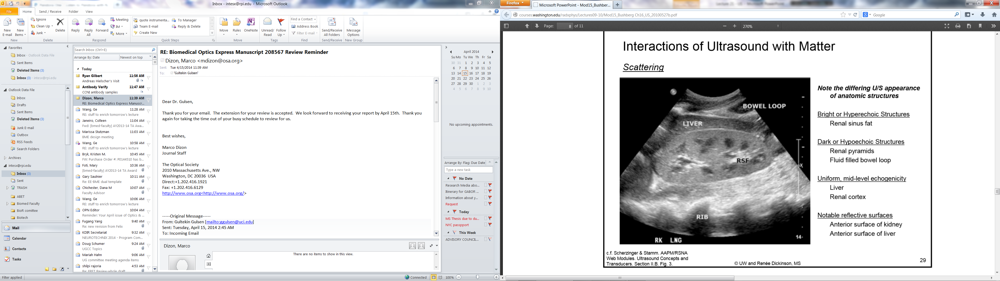 Inbox - intesx@rpi.edu - Microsoft Outlook
File Home Send / Receive Folder View
New E-mail
New Items
New
Ignore
Clean Up
Junk
Delete
Delete
Reply
Reply All
Forward
Meeting
IM
More
Respond
quote instrumenta...
Team E-mail
Create New
To Manager
Reply & Delete
Quick Steps
Move
Rules
OneNote
Move
Unread/ Read
Follow Up
Tags
Find a Contact
Address Book
Filter E-mail
Find
Send/Receive All Folders
Send/Receive
Message Options
New Group
Favorites
Inbox - Outlook Data File
Sent Items
Deleted Items (3)
Inbox (3) - intesx@rpi.edu
Outlook Data File
Inbox
Drafts
Sent Items
Deleted Items (3)
Junk E-mail
Outbox
RSS Feeds
Search Folders
Archives
intesx@rpi.edu
Inbox (3)
Sent
TRASH
ABET
Biomed Faculty
BioR comittee
Biotech
Mail
Calendar
Contacts
Tasks
Filter applied
Search Inbox (Ctrl+E)
Arrange By: Date Newest on top
Today
Ryan Gilbert 11:56 AM
Andreas Hielscher's Visit
Antibody Verify 11:47 AM
CCNI antibody samples
Dizon, Marco 11:39 AM
RE: Biomedical Optics Express Manuscr...
Wang, Ge 11:28 AM
RE: stuff to enrich tomorrow's lecture
Janeiro, Colleen 11:04 AM
Fwd: [bmed-faculty] AY2013-14 TA Awa...
Marissa Stutzman 11:03 AM
BME design meeting
Wang, Ge 10:58 AM
RE: stuff to enrich tomorrow's lecture
Bryk, Kristen M. 10:45 AM
FW: Purchase Order #: P0144510 has b...
Foti, Mary 10:36 AM
[bmed-faculty] AY2013-14 TA Award
Gary Saulnier 10:11 AM
Re: EE-BME dual template
Chichester, Dana M 10:07 AM
Faculty Advisor
Wang, Ge 10:06 AM
RE: stuff to enrich tomorrow's lecture
OPN Editor 10:04 AM
Reminder: Your April issue of Optics & ...
Fugang Yang 9:40 AM
Re: new revision from Felix
KDIR Secretariat 9:32 AM
NEUROTECHNIX 2014 - Program Com...
Doug Schumer 9:24 AM
UGCC Topics
Mariah Hahn 9:06 AM
UG committee meeting agenda items
shilpi rajoria 4:53 AM
Re: FRET Review-whole draft
RE: Biomedical Optics Express Manuscript 208567 Review Reminder
Dizon, Marco <mdizon@osa.org>
Sent: Tue 4/15/2014 11:39 AM
To: 'Gultekin Gulsen'
Dear Dr. Gulsen,
Thank you for your email. The extension for your review is accepted. We look forward to receiving your report by April 15th. Thank you
again for taking the time out of your busy schedule to review for us.
Best wishes,
Marco Dizon
Journal Staff
The Optical Society
2010 Massachusetts Ave., NW
Washington, DC 20036 USA
Direct:+1.202.416.1921
Fax: +1.202.416.6129
http://www.osa.org<http://www.osa.org/>
-----Original Message-----
From: Gultekin Gulsen [mailto:ggulsen@uci.edu]
Sent: Tuesday, April 15, 2014 2:45 AM
To: Incoming Email
Dizon, Marco
There are no items to show in this view.
April 2014
Su Mo Tu We Th Fr Sa
30 31 1 2 3 4 5
6 7 8 9 10 11 12
13 14 15 16 17 18 19
20 21 22 23 24 25 26
27 28 29 30 1 2 3
4 5 6 7 8 9 10
No upcoming appointments.
Arrange By: Flag: Due Date
Type a new task
No Date
Research Media abo...
Itinerary for GABOR ...
Information about y...
Request
Today
MS Thesis due to du...
NYC passpport
This Week
ADVISORY COUNCIL...
Connected 100%
Firefox
Microsoft PowerPoint - Mod15_Bushber...
courses.washington.edu/radxphys/Lectures09-10/Mod15_Bushberg Ch16_US_20100527b.pdf
Google
Page: 8 of 11
270%
Interactions of Ultrasound with Matter
Scattering
BOWEL LOOP
LIVER
RSF
RIB
RK LNG
14
Note the differing U/S appearance
of anatomic structures
Bright or Hyperechoic Structures
Renal sinus fat
Dark or Hypoechoic Structures
Renal pyramids
Fluid filled bowel loop
Uniform, mid-level echogenicity
Liver
Renal cortex
Notable reflective surfaces
Anterior surface of kidney
Anterior surface of liver
c.f. Scherzinger & Stamm. AAPM/RSNA
Web Modules. Ultrasound Concepts and
Transducers. Section II.B. Fig. 3.
© UW and Renée Dickinson, MS
29